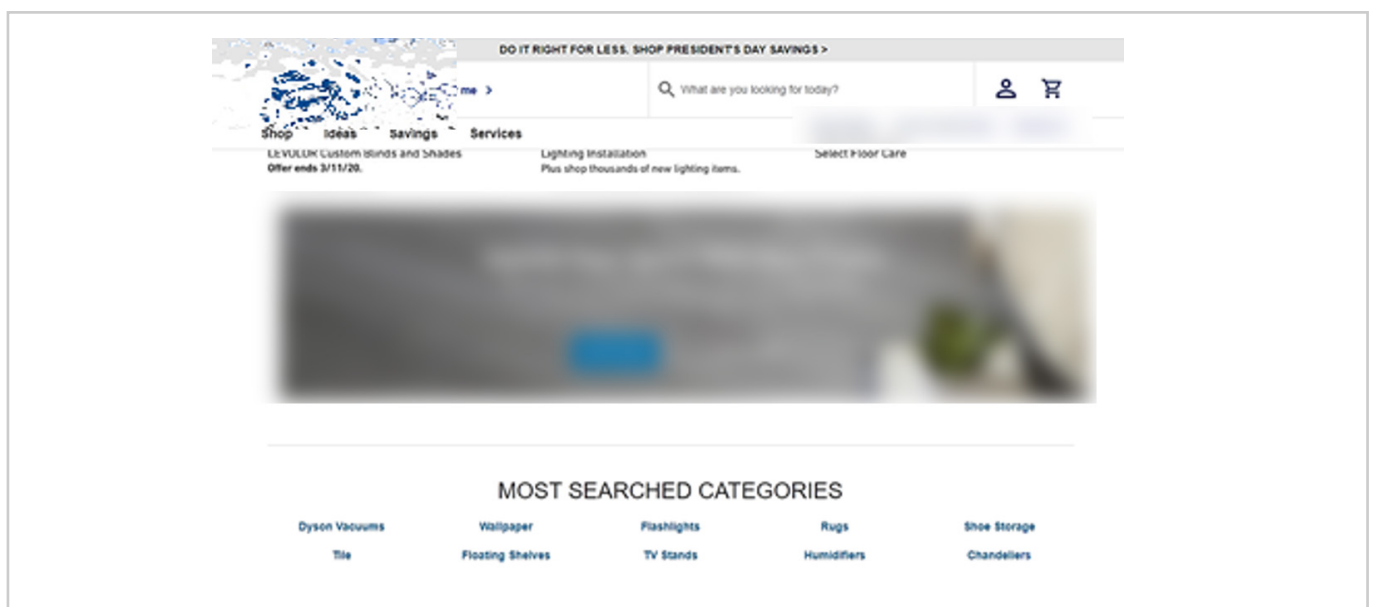 DO IT RIGHT FOR LESS. SHOP PRESIDENT'S DAY SAVINGS >
me >
What are you looking for today?
Shop Ideas Savings Services
LEVOLOR Custom Blinds and Shades
Offer ends 3/11/20.
Lighting Installation
Plus shop thousands of new lighting items.
Select Floor Care
MOST SEARCHED CATEGORIES
Dyson Vacuums Wallpaper Flashlights Rugs Shoe Storage
Tile Floating Shelves TV Stands Humidifiers Chandeliers